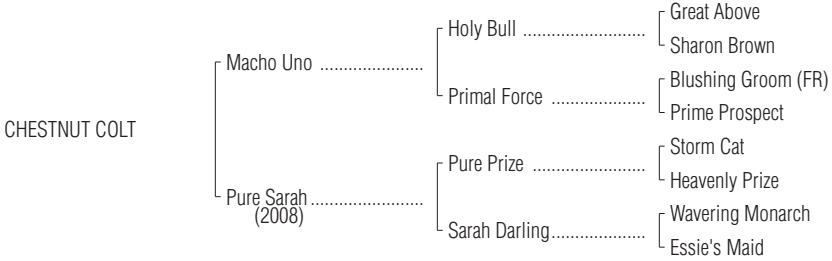 Great Above
Holy Bull ..........................
Sharon Brown
Macho Uno ......................
Blushing Groom (FR)
Primal Force ....................
Prime Prospect
CHESTNUT COLT
Storm Cat
Pure Prize ........................
Heavenly Prize
Pure Sarah ........................
(2008)
Wavering Monarch
Sarah Darling....................
Essie's Maid